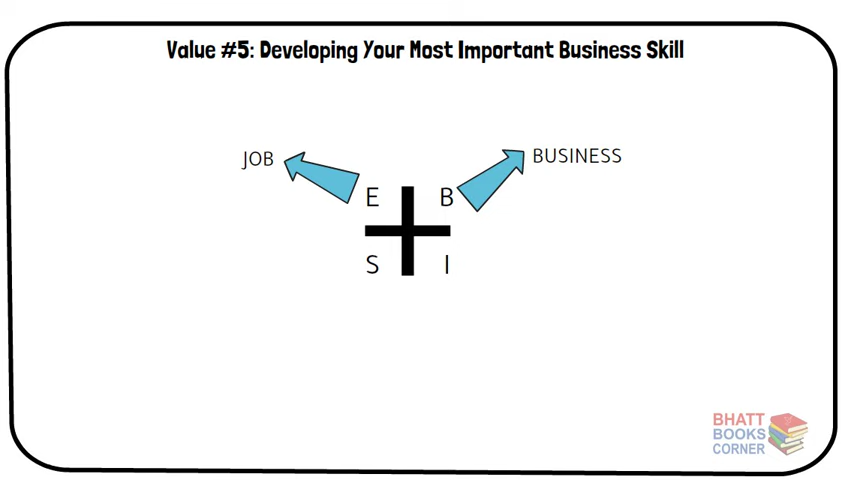 Value #5: Developing Your Most Important Business Skill
JOB
BUSINESS
E B
S I
BHATT
BOOKS
CORNER